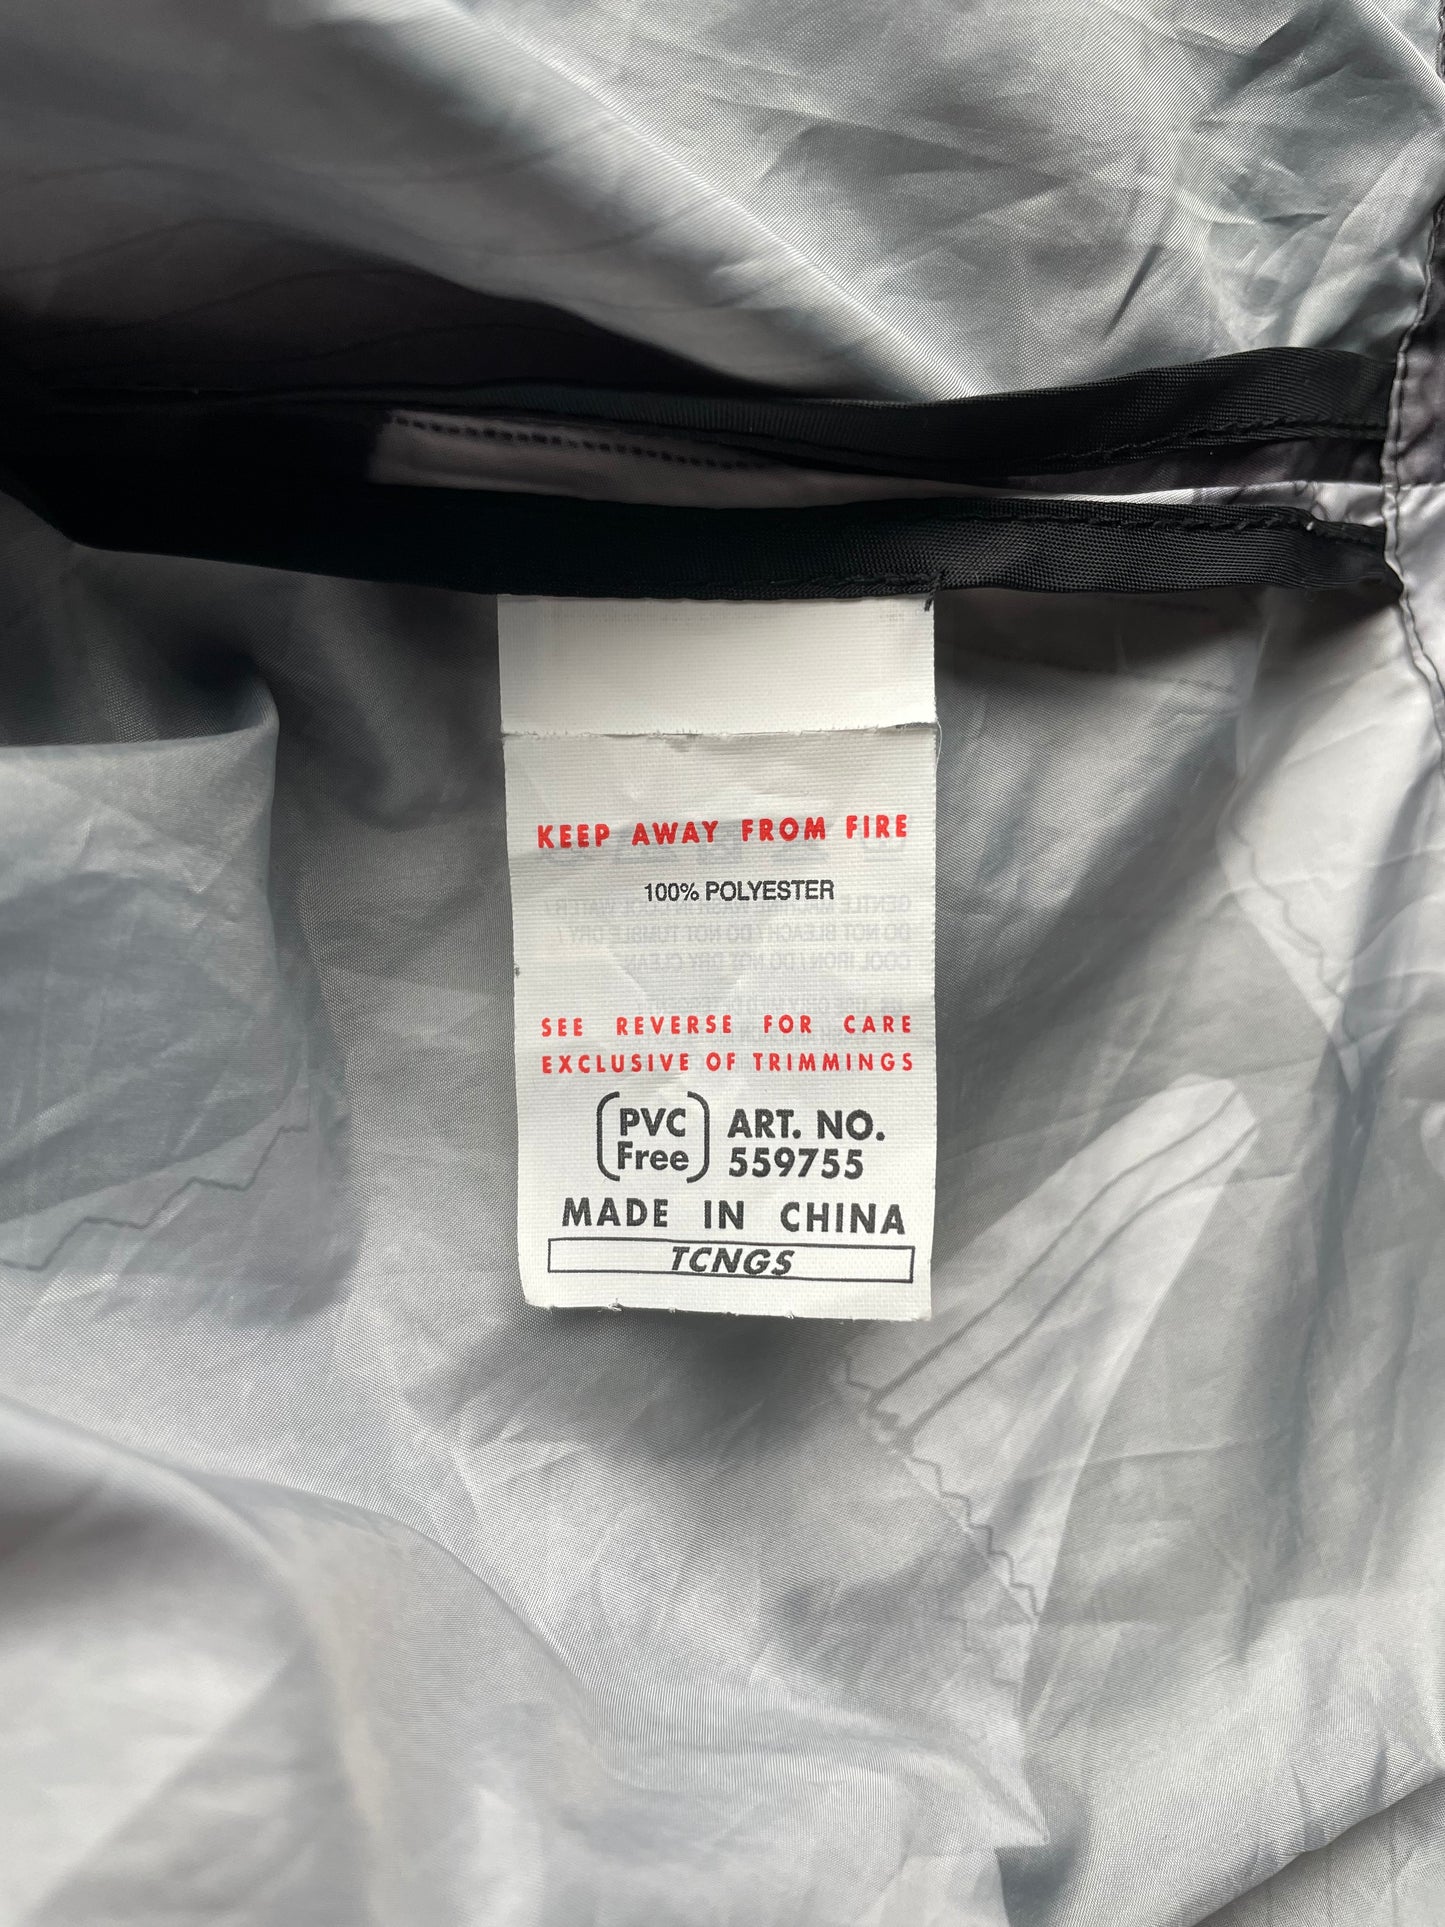 KEEP AWAY FROM FIRE
100% POLYESTER
SEE REVERSE FOR CARE
EXCLUSIVE OF TRIMMINGS
PVC Free
ART. NO.
559755
MADE IN CHINA
TCNGS